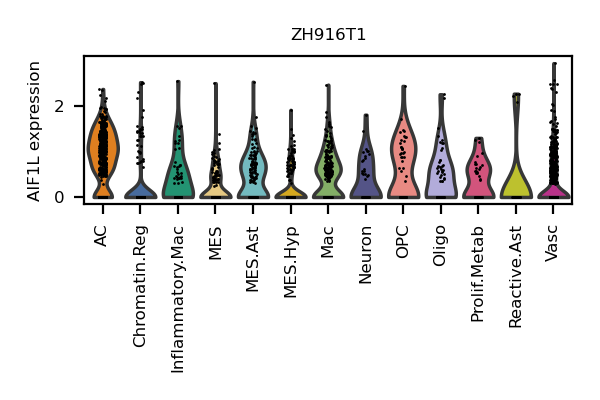 ZH916T1
AIF1L expression
2
0
AC
Chromatin.Reg
Inflammatory.Mac
MES
MES.Ast
MES.Hyp
Mac
Neuron
OPC
Oligo
Prolif.Metab
Reactive.Ast
Vasc